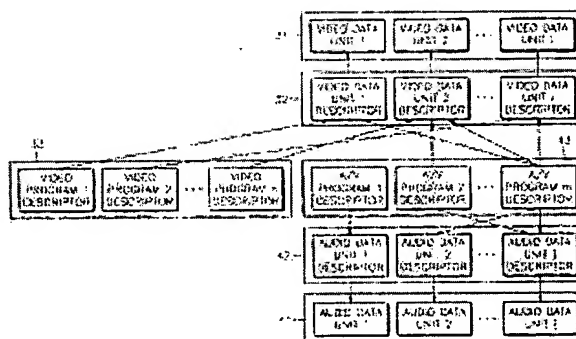 VIDEO DATA UNIT 1
VIDEO DATA UNIT 2
...
VIDEO DATA UNIT
VIDEO DATA UNIT 1 DESCRIPTOR
VIDEO DATA UNIT 2 DESCRIPTOR
...
VIDEO DATA UNIT DESCRIPTOR
VIDEO PROGRAM 1 DESCRIPTOR
VIDEO PROGRAM 2 DESCRIPTOR
...
VIDEO PROGRAM n DESCRIPTOR
A/V PROGRAM 1 DESCRIPTOR
A/V PROGRAM 2 DESCRIPTOR
...
A/V PROGRAM m DESCRIPTOR
AUDIO DATA UNIT 1 DESCRIPTOR
AUDIO DATA UNIT 2 DESCRIPTOR
...
AUDIO DATA UNIT DESCRIPTOR
AUDIO DATA UNIT 1
AUDIO DATA UNIT 2
...
AUDIO DATA UNIT